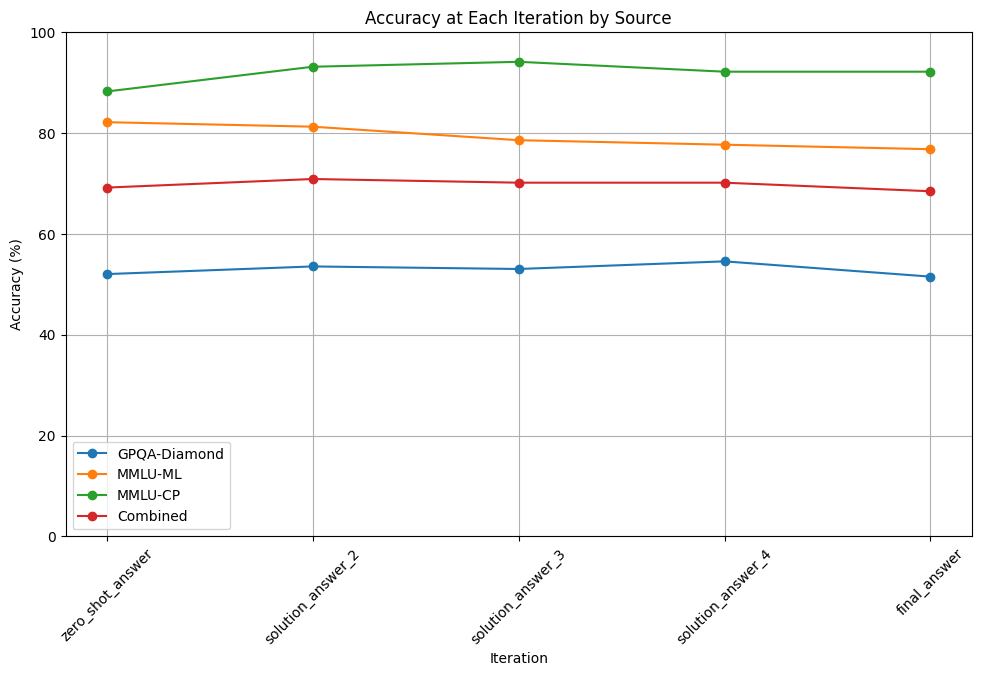 Accuracy at Each Iteration by Source
100
80
60
40
20
0
Accuracy (%)
GPQA-Diamond
MMLU-ML
MMLU-CP
Combined
zero_shot_answer
solution_answer_2
solution_answer_3
solution_answer_4
final_answer
Iteration